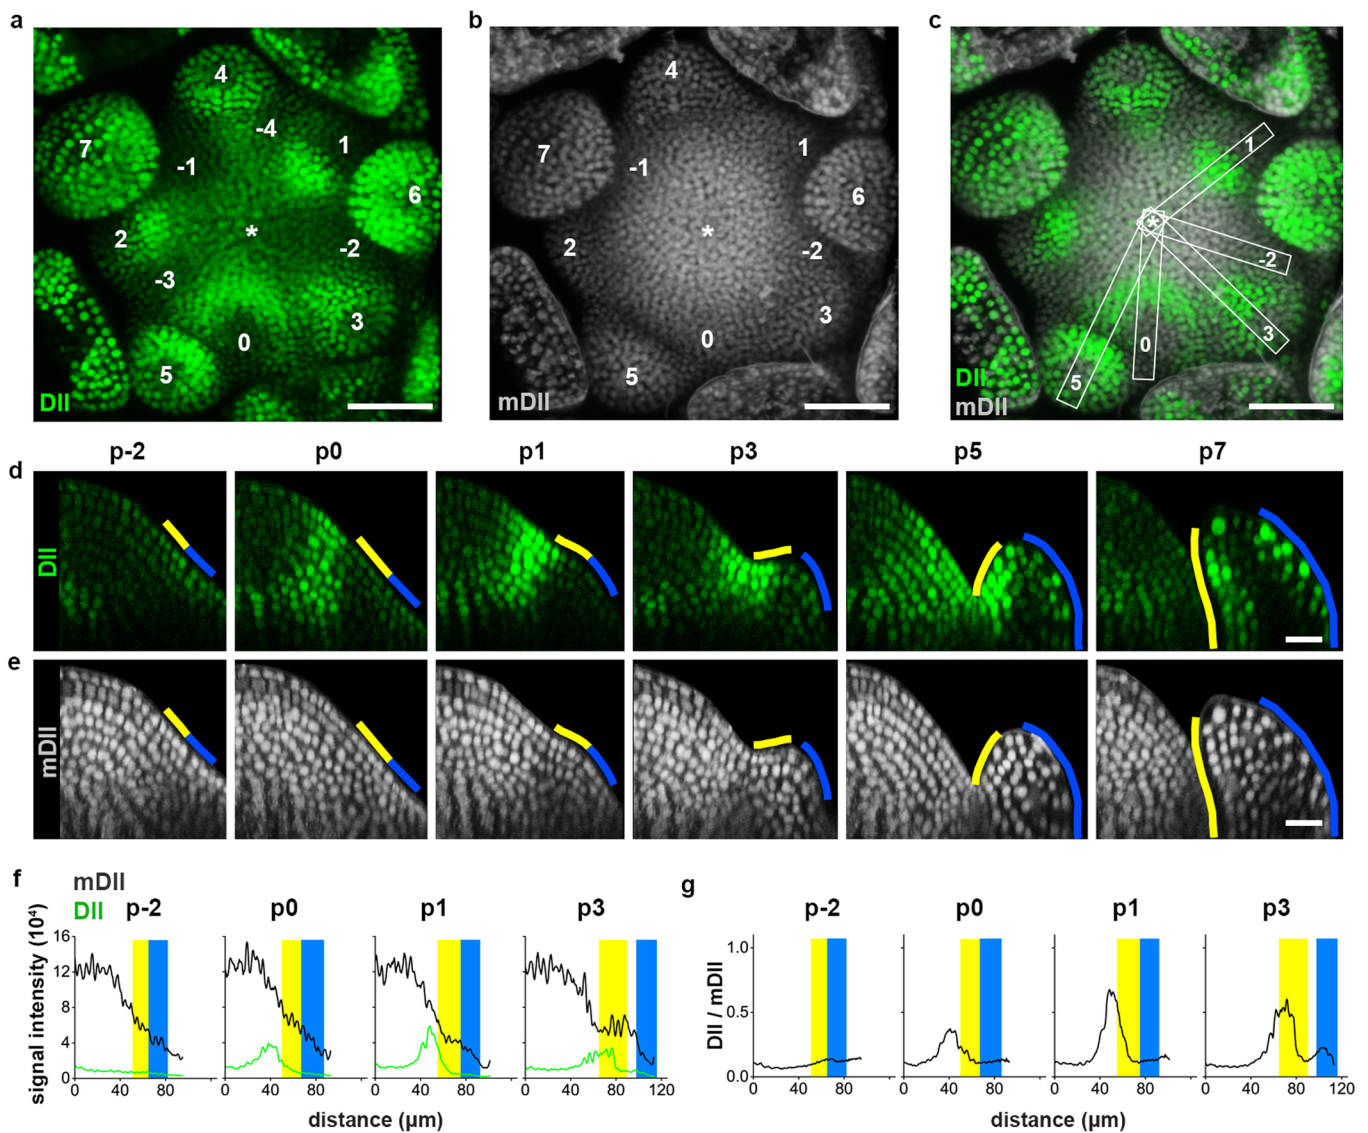 a
4
-4
1
7
-1
6
2
*
-2
-3
3
0
5
DII
b
4
1
7
-1
6
2
*
-2
3
0
5
mDII
c
1
*
-2
3
0
5
DII
mDII
p-2 p0 p1 p3 p5 p7
d
DII
e
mDII
f
mDII
DII
p-2 p0 p1 p3
signal intensity (10⁴)
16
12
8
4
0
0 40 80 0 40 80 0 40 80 0 40 80 120
distance (µm)
g
p-2 p0 p1 p3
DII / mDII
1.0
0.5
0.0
0 40 80 0 40 80 0 40 80 0 40 80 120
distance (µm)